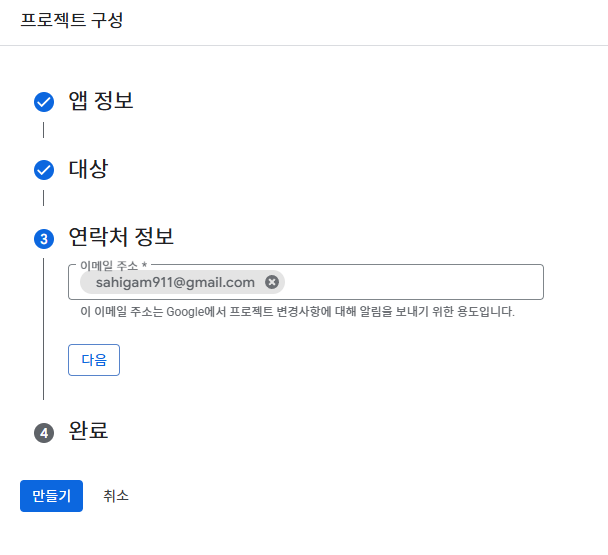 프로젝트 구성
앱 정보
대상
3 연락처 정보
이메일 주소 *
sahigam911@gmail.com
이 이메일 주소는 Google에서 프로젝트 변경사항에 대해 알림을 보내기 위한 용도입니다.
다음
4 완료
만들기 취소